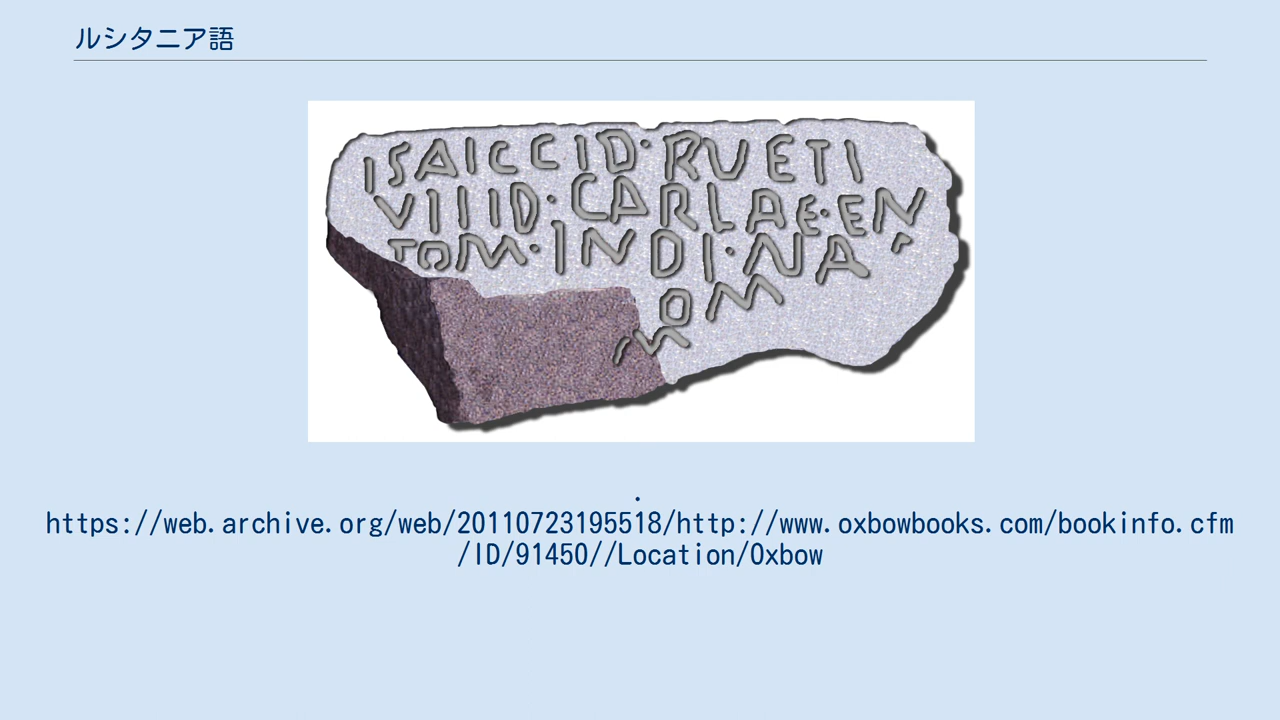 ルシタニア語
ISAICCID·RUETI
VIIID·CARLAE·EN
TOM·INDI·NA
OM
.
https://web.archive.org/web/20110723195518/http://www.oxbowbooks.com/bookinfo.cfm
/ID/91450//Location/Oxbow